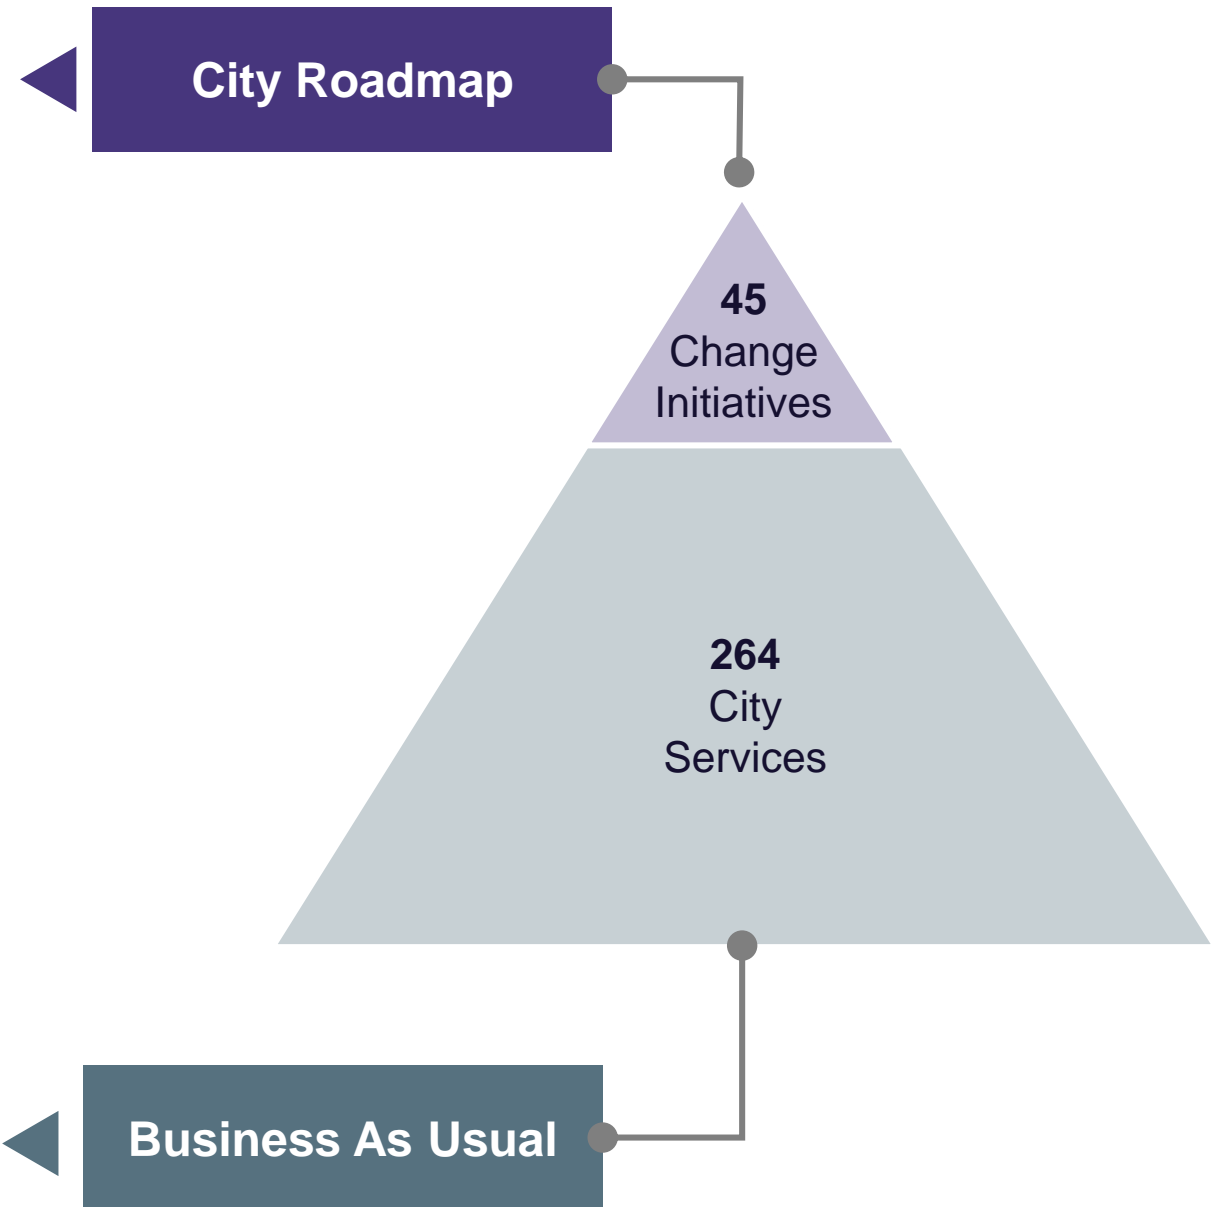 City Roadmap
45
Change
Initiatives
264
City
Services
Business As Usual